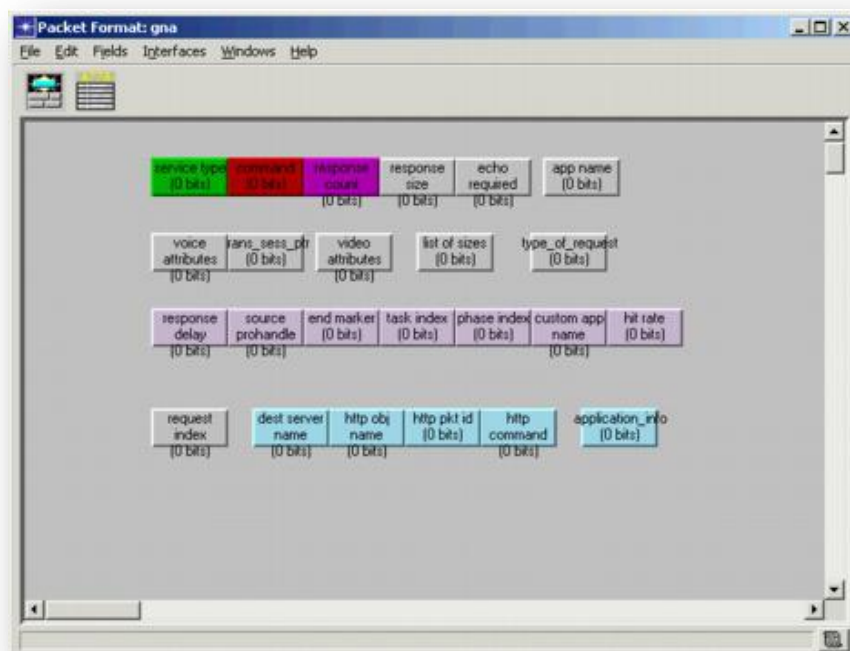 Packet Format: gna
File Edit Fields Interfaces Windows Help
service type command response response echo app name
(0 bits) (0 bits) count size required (0 bits)
(0 bits) (0 bits) (0 bits)
voice rans_sess_ptr video list of sizes type_of_request
attributes (0 bits) attributes (0 bits) (0 bits)
(0 bits) (0 bits)
response source end marker task index phase index custom app hit rate
delay prohandle (0 bits) (0 bits) (0 bits) name (0 bits)
(0 bits) (0 bits) (0 bits)
request dest server http obj http pkt id http application_info
index name name (0 bits) command (0 bits)
(0 bits) (0 bits) (0 bits) (0 bits)